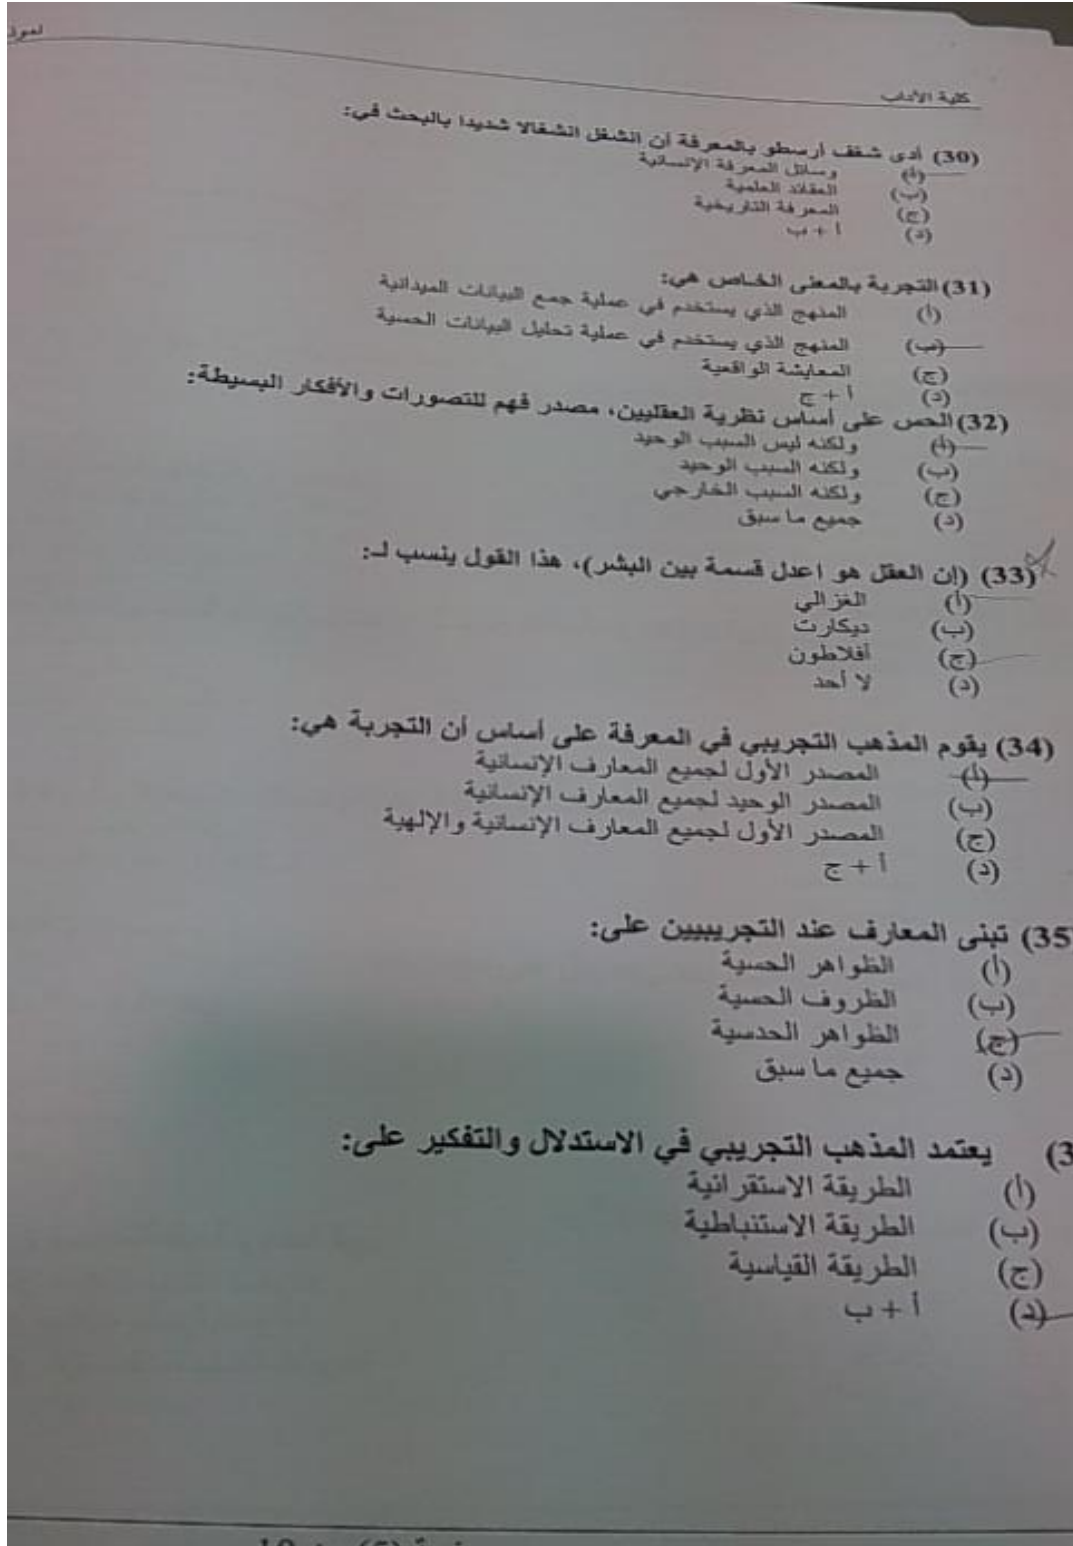 كلية الآداب
(30) أدى شغف أرسطو بالمعرفة أن انشغل انشغالا شديدا بالبحث في:
(أ) وسائل المعرفة الإنسانية
(ب) العقائد العلمية
(ج) المعرفة التاريخية
(د) أ + ب
(31) التجربة بالمعنى الخاص هي:
(أ) المنهج الذي يستخدم في عملية جمع البيانات الميدانية
(ب) المنهج الذي يستخدم في عملية تحليل البيانات الحسية
(ج) المعايشة الواقعية
(د) أ + ج
(32) الحس على أساس نظرية العقليين، مصدر فهم للتصورات والأفكار البسيطة:
(أ) ولكنه ليس السبب الوحيد
(ب) ولكنه السبب الوحيد
(ج) ولكنه السبب الخارجي
(د) جميع ما سبق
(33) (إن العقل هو اعدل قسمة بين البشر)، هذا القول ينسب لـ:
(أ) الغزالي
(ب) ديكارت
(ج) أفلاطون
(د) لا أحد
(34) يقوم المذهب التجريبي في المعرفة على أساس أن التجربة هي:
(أ) المصدر الأول لجميع المعارف الإنسانية
(ب) المصدر الوحيد لجميع المعارف الإنسانية
(ج) المصدر الأول لجميع المعارف الإنسانية والإلهية
(د) أ + ج
(35 تبنى المعارف عند التجريبيين على:
(أ) الظواهر الحسية
(ب) الظروف الحسية
(ج) الظواهر الحدسية
(د) جميع ما سبق
(3 يعتمد المذهب التجريبي في الاستدلال والتفكير على:
(أ) الطريقة الاستقرائية
(ب) الطريقة الاستنباطية
(ج) الطريقة القياسية
(د) أ + ب